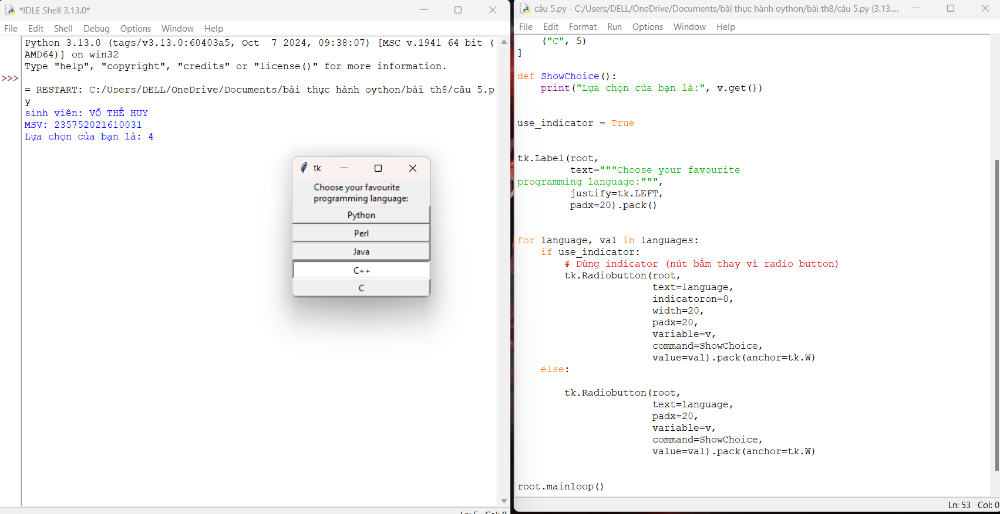 *IDLE Shell 3.13.0*
File Edit Shell Debug Options Window Help
Python 3.13.0 (tags/v3.13.0:60403a5, Oct  7 2024, 09:38:07) [MSC v.1941 64 bit (
AMD64)] on win32
Type "help", "copyright", "credits" or "license()" for more information.
>>>
= RESTART: C:/Users/DELL/OneDrive/Documents/bài thực hành oython/bài th8/câu 5.p
y
sinh viên: VÕ THẾ HUY
MSV: 235752021610031
Lựa chọn của bạn là: 4
tk
Choose your favourite
programming language:
Python
Perl
Java
C++
C
câu 5.py - C:/Users/DELL/OneDrive/Documents/bài thực hành oython/bài th8/câu 5.py (3.13....
File Edit Format Run Options Window Help
    ("C", 5)
]
def ShowChoice():
    print("Lựa chọn của bạn là:", v.get())
use_indicator = True
tk.Label(root,
         text="""Choose your favourite
programming language:""",
         justify=tk.LEFT,
         padx=20).pack()
for language, val in languages:
    if use_indicator:
        # Dùng indicator (nút bấm thay vì radio button)
        tk.Radiobutton(root,
                       text=language,
                       indicatoron=0,
                       width=20,
                       padx=20,
                       variable=v,
                       command=ShowChoice,
                       value=val).pack(anchor=tk.W)
    else:
        tk.Radiobutton(root,
                       text=language,
                       padx=20,
                       variable=v,
                       command=ShowChoice,
                       value=val).pack(anchor=tk.W)
root.mainloop()
Ln: 53 Col: 0